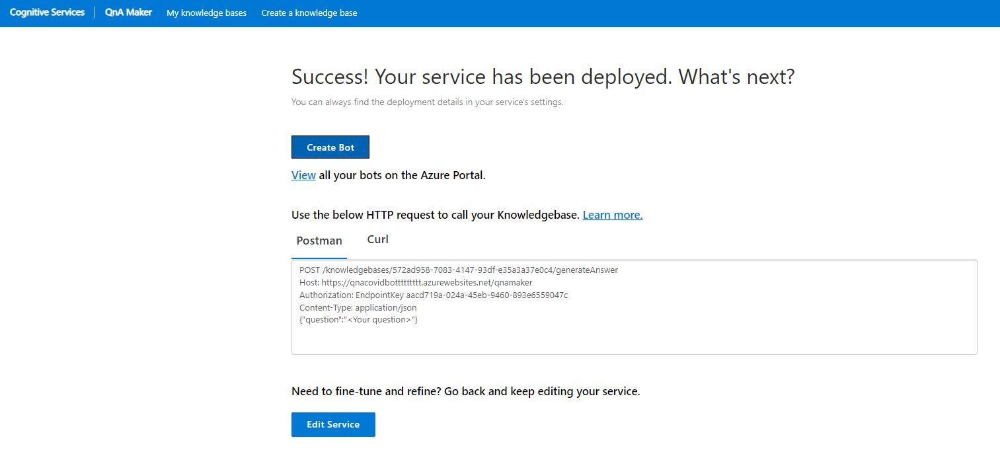 Cognitive Services QnA Maker My knowledge bases Create a knowledge base
Success! Your service has been deployed. What's next?
You can always find the deployment details in your service's settings.
Create Bot
View all your bots on the Azure Portal.
Use the below HTTP request to call your Knowledgebase. Learn more.
Postman Curl
POST /knowledgebases/572ad958-7083-4147-93df-e35a3a37e0c4/generateAnswer
Host: https://qnacovidbottttttttt.azurewebsites.net/qnamaker
Authorization: EndpointKey aacd719a-024a-45eb-9460-893e6559047c
Content-Type: application/json
{"question":"<Your question>"}
Need to fine-tune and refine? Go back and keep editing your service.
Edit Service